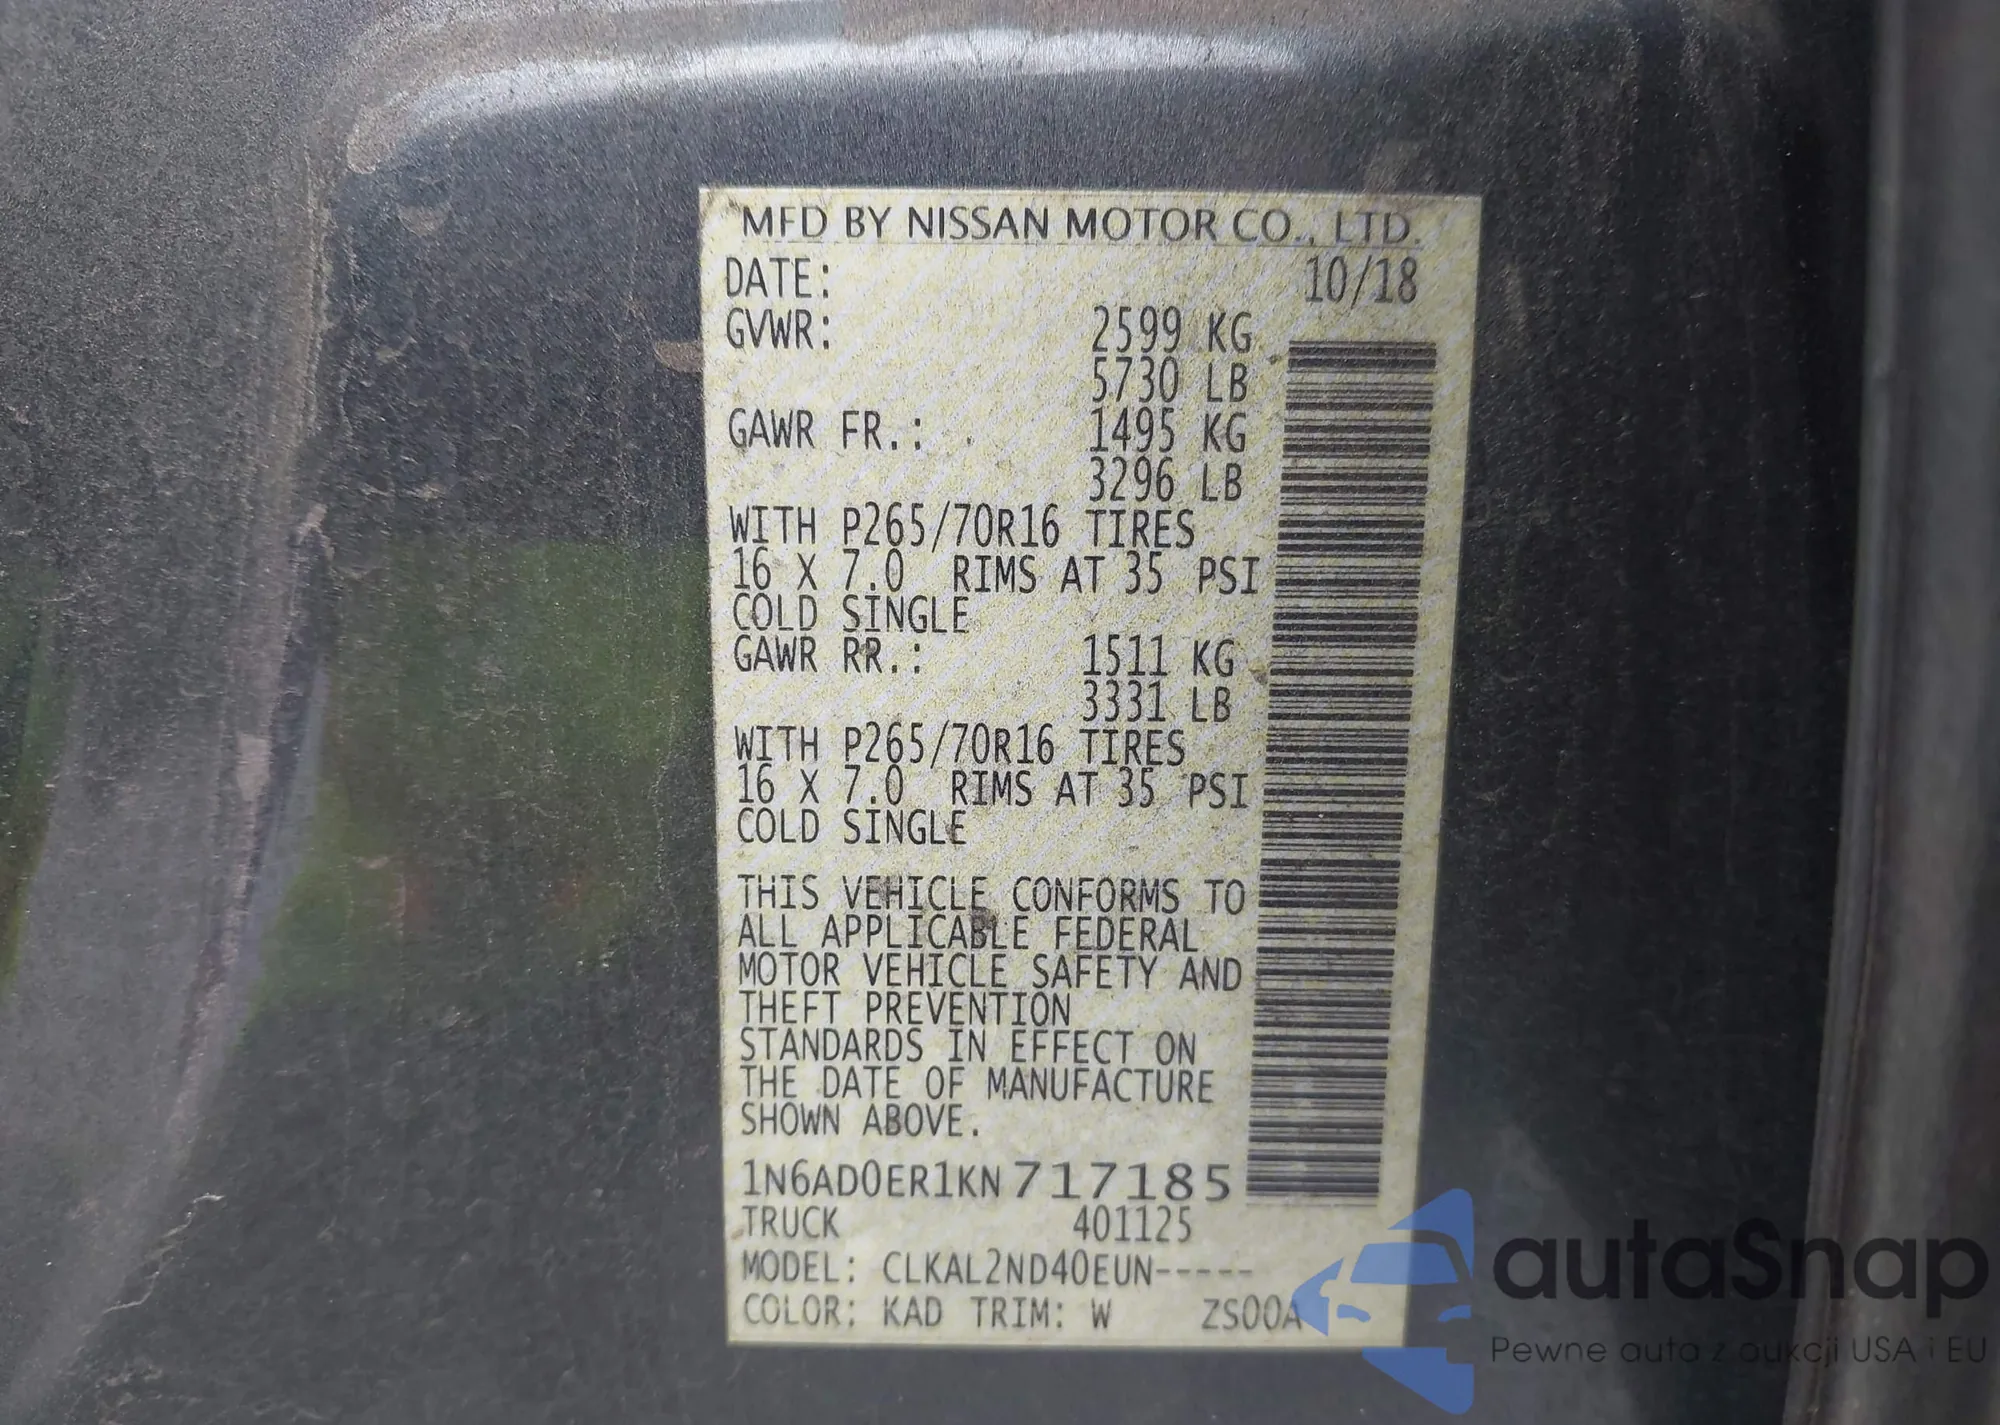 MFD BY NISSAN MOTOR CO., LTD.
DATE: 10/18
GVWR: 2599 KG
5730 LB
GAWR FR.: 1495 KG
3296 LB
WITH P265/70R16 TIRES
16 X 7.0 RIMS AT 35 PSI
COLD SINGLE
GAWR RR.: 1511 KG
3331 LB
WITH P265/70R16 TIRES
16 X 7.0 RIMS AT 35 PSI
COLD SINGLE
THIS VEHICLE CONFORMS TO
ALL APPLICABLE FEDERAL
MOTOR VEHICLE SAFETY AND
THEFT PREVENTION
STANDARDS IN EFFECT ON
THE DATE OF MANUFACTURE
SHOWN ABOVE.
1N6AD0ER1KN717185
TRUCK 401125
MODEL: CLKAL2ND40EUN-----
COLOR: KAD TRIM: W ZS00A
autaSnap
Pewne auta z aukcji USA i EU